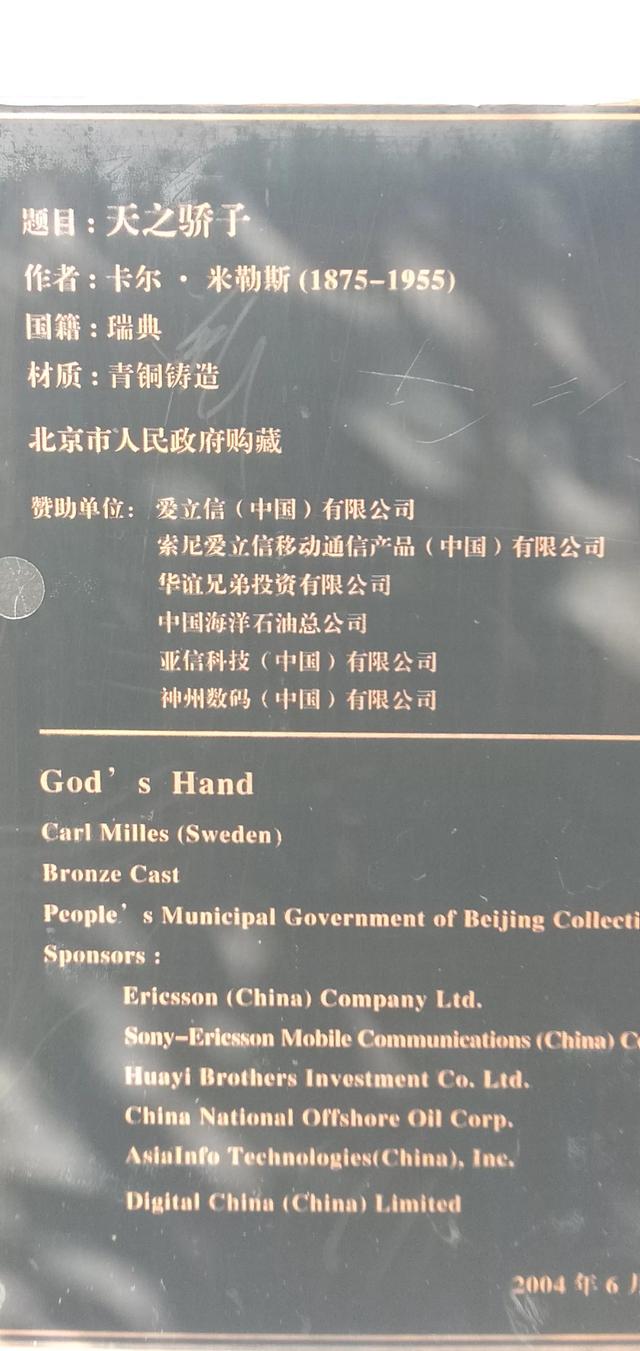 题目：天之骄子
作者：卡尔 · 米勒斯 (1875-1955)
国籍：瑞典
材质：青铜铸造
北京市人民政府购藏
赞助单位： 爱立信（中国）有限公司
索尼爱立信移动通信产品（中国）有限公司
华谊兄弟投资有限公司
中国海洋石油总公司
亚信科技（中国）有限公司
神州数码（中国）有限公司
God’s Hand
Carl Milles (Sweden)
Bronze Cast
People’s Municipal Government of Beijing Collecti
Sponsors :
Ericsson (China) Company Ltd.
Sony-Ericsson Mobile Communications (China) Co
Huayi Brothers Investment Co. Ltd.
China National Offshore Oil Corp.
AsiaInfo Technologies(China), Inc.
Digital China (China) Limited
2004 年 6 月